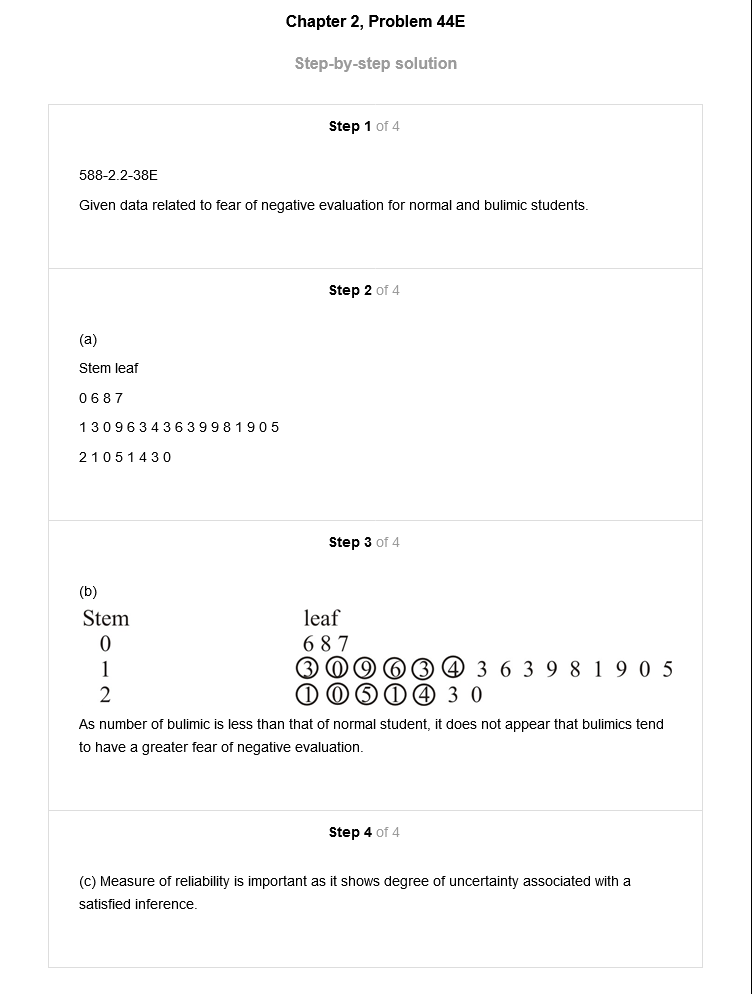 Chapter 2, Problem 44E
Step-by-step solution
Step 1 of 4
588-2.2-38E
Given data related to fear of negative evaluation for normal and bulimic students.
Step 2 of 4
(a)
Stem leaf
0 6 8 7
1 3 0 9 6 3 4 3 6 3 9 9 8 1 9 0 5
2 1 0 5 1 4 3 0
Step 3 of 4
(b)
Stem leaf
0 6 8 7
1 ③ ⓪ ⑨ ⑥ ③ ④ 3 6 3 9 8 1 9 0 5
2 ① ⓪ ⑤ ① ④ 3 0
As number of bulimic is less than that of normal student, it does not appear that bulimics tend
to have a greater fear of negative evaluation.
Step 4 of 4
(c) Measure of reliability is important as it shows degree of uncertainty associated with a
satisfied inference.